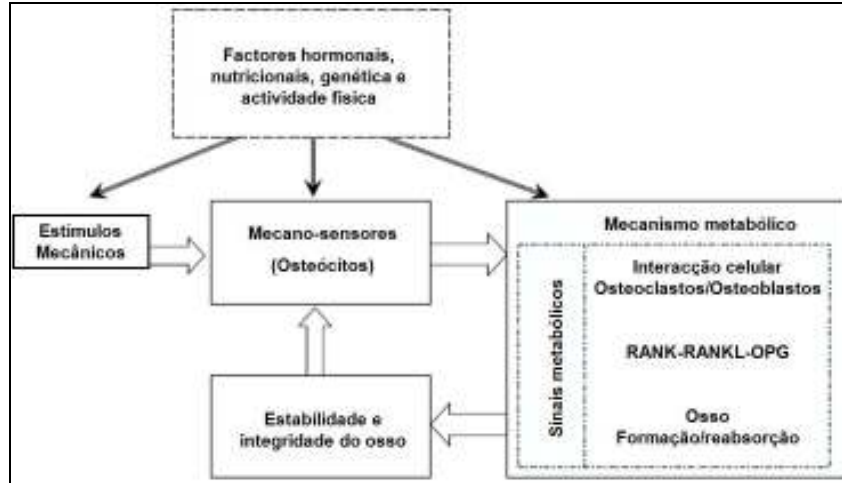 Factores hormonais,
nutricionais, genética e
actividade física
Estímulos
Mecânicos
Mecano-sensores
(Osteócitos)
Mecanismo metabólico
Sinais metabólicos
Interacção celular
Osteoclastos/Osteoblastos
RANK-RANKL-OPG
Osso
Formação/reabsorção
Estabilidade e
integridade do osso